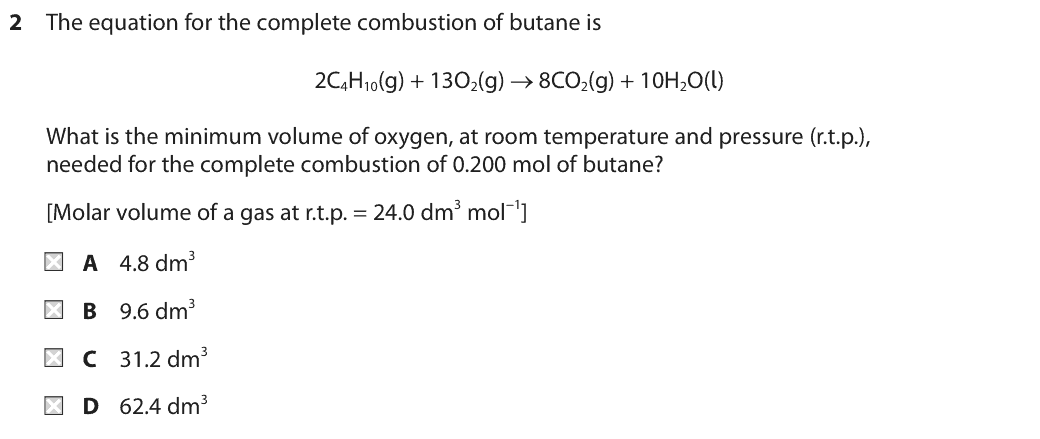 2 The equation for the complete combustion of butane is
2C₄H₁₀(g) + 13O₂(g) → 8CO₂(g) + 10H₂O(l)
What is the minimum volume of oxygen, at room temperature and pressure (r.t.p.),
needed for the complete combustion of 0.200 mol of butane?
[Molar volume of a gas at r.t.p. = 24.0 dm³ mol⁻¹]
A 4.8 dm³
B 9.6 dm³
C 31.2 dm³
D 62.4 dm³